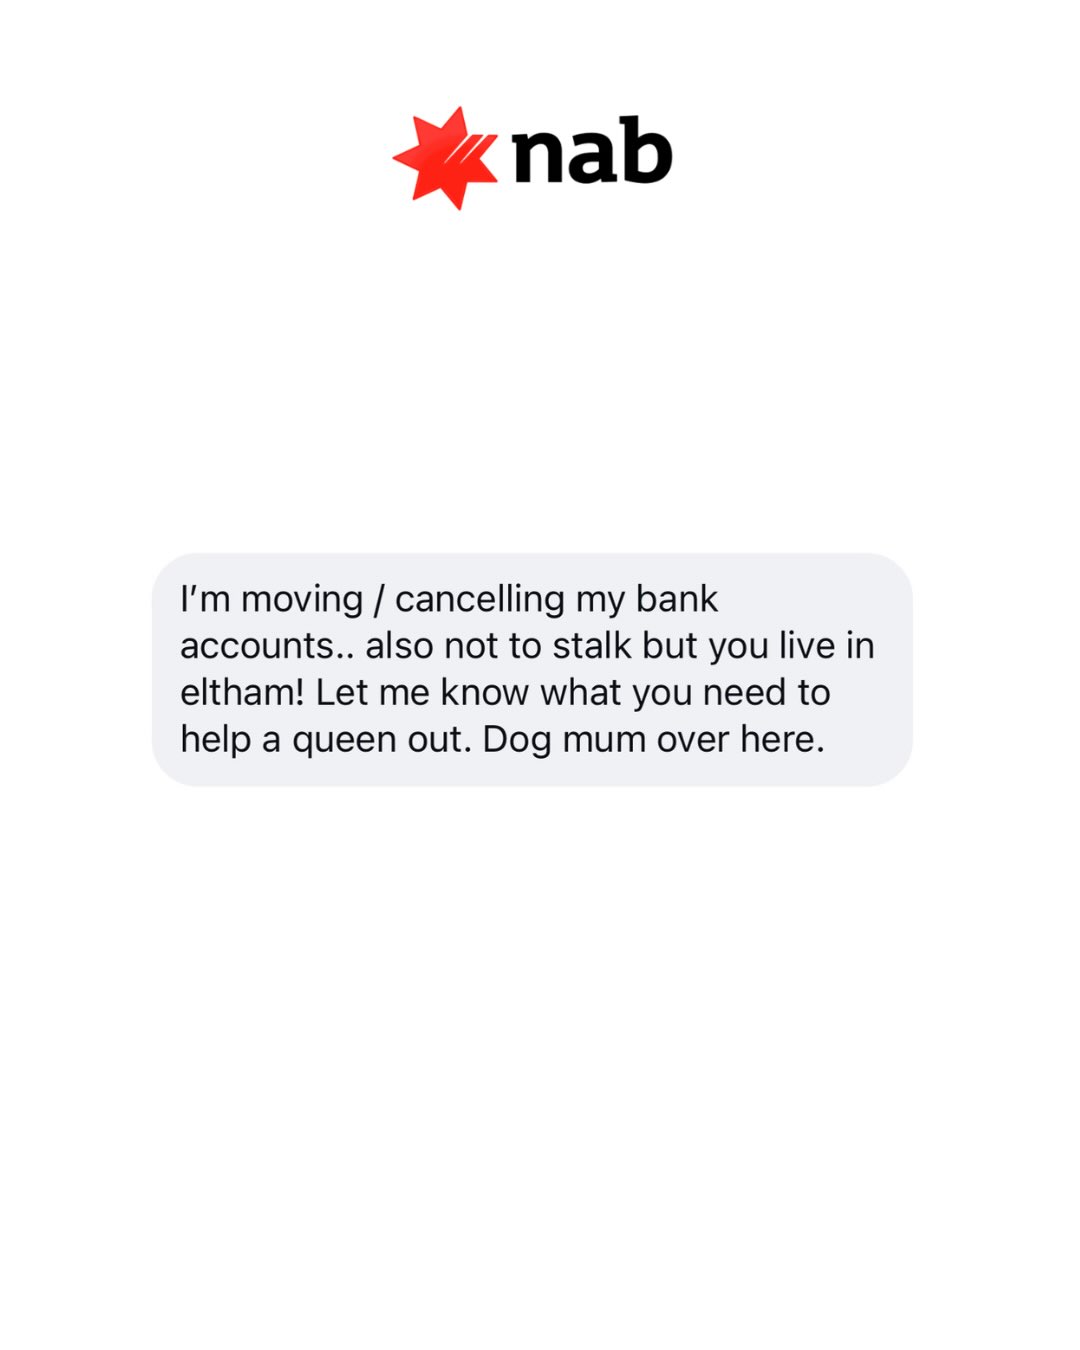 nab
I’m moving / cancelling my bank
accounts.. also not to stalk but you live in
eltham! Let me know what you need to
help a queen out. Dog mum over here.